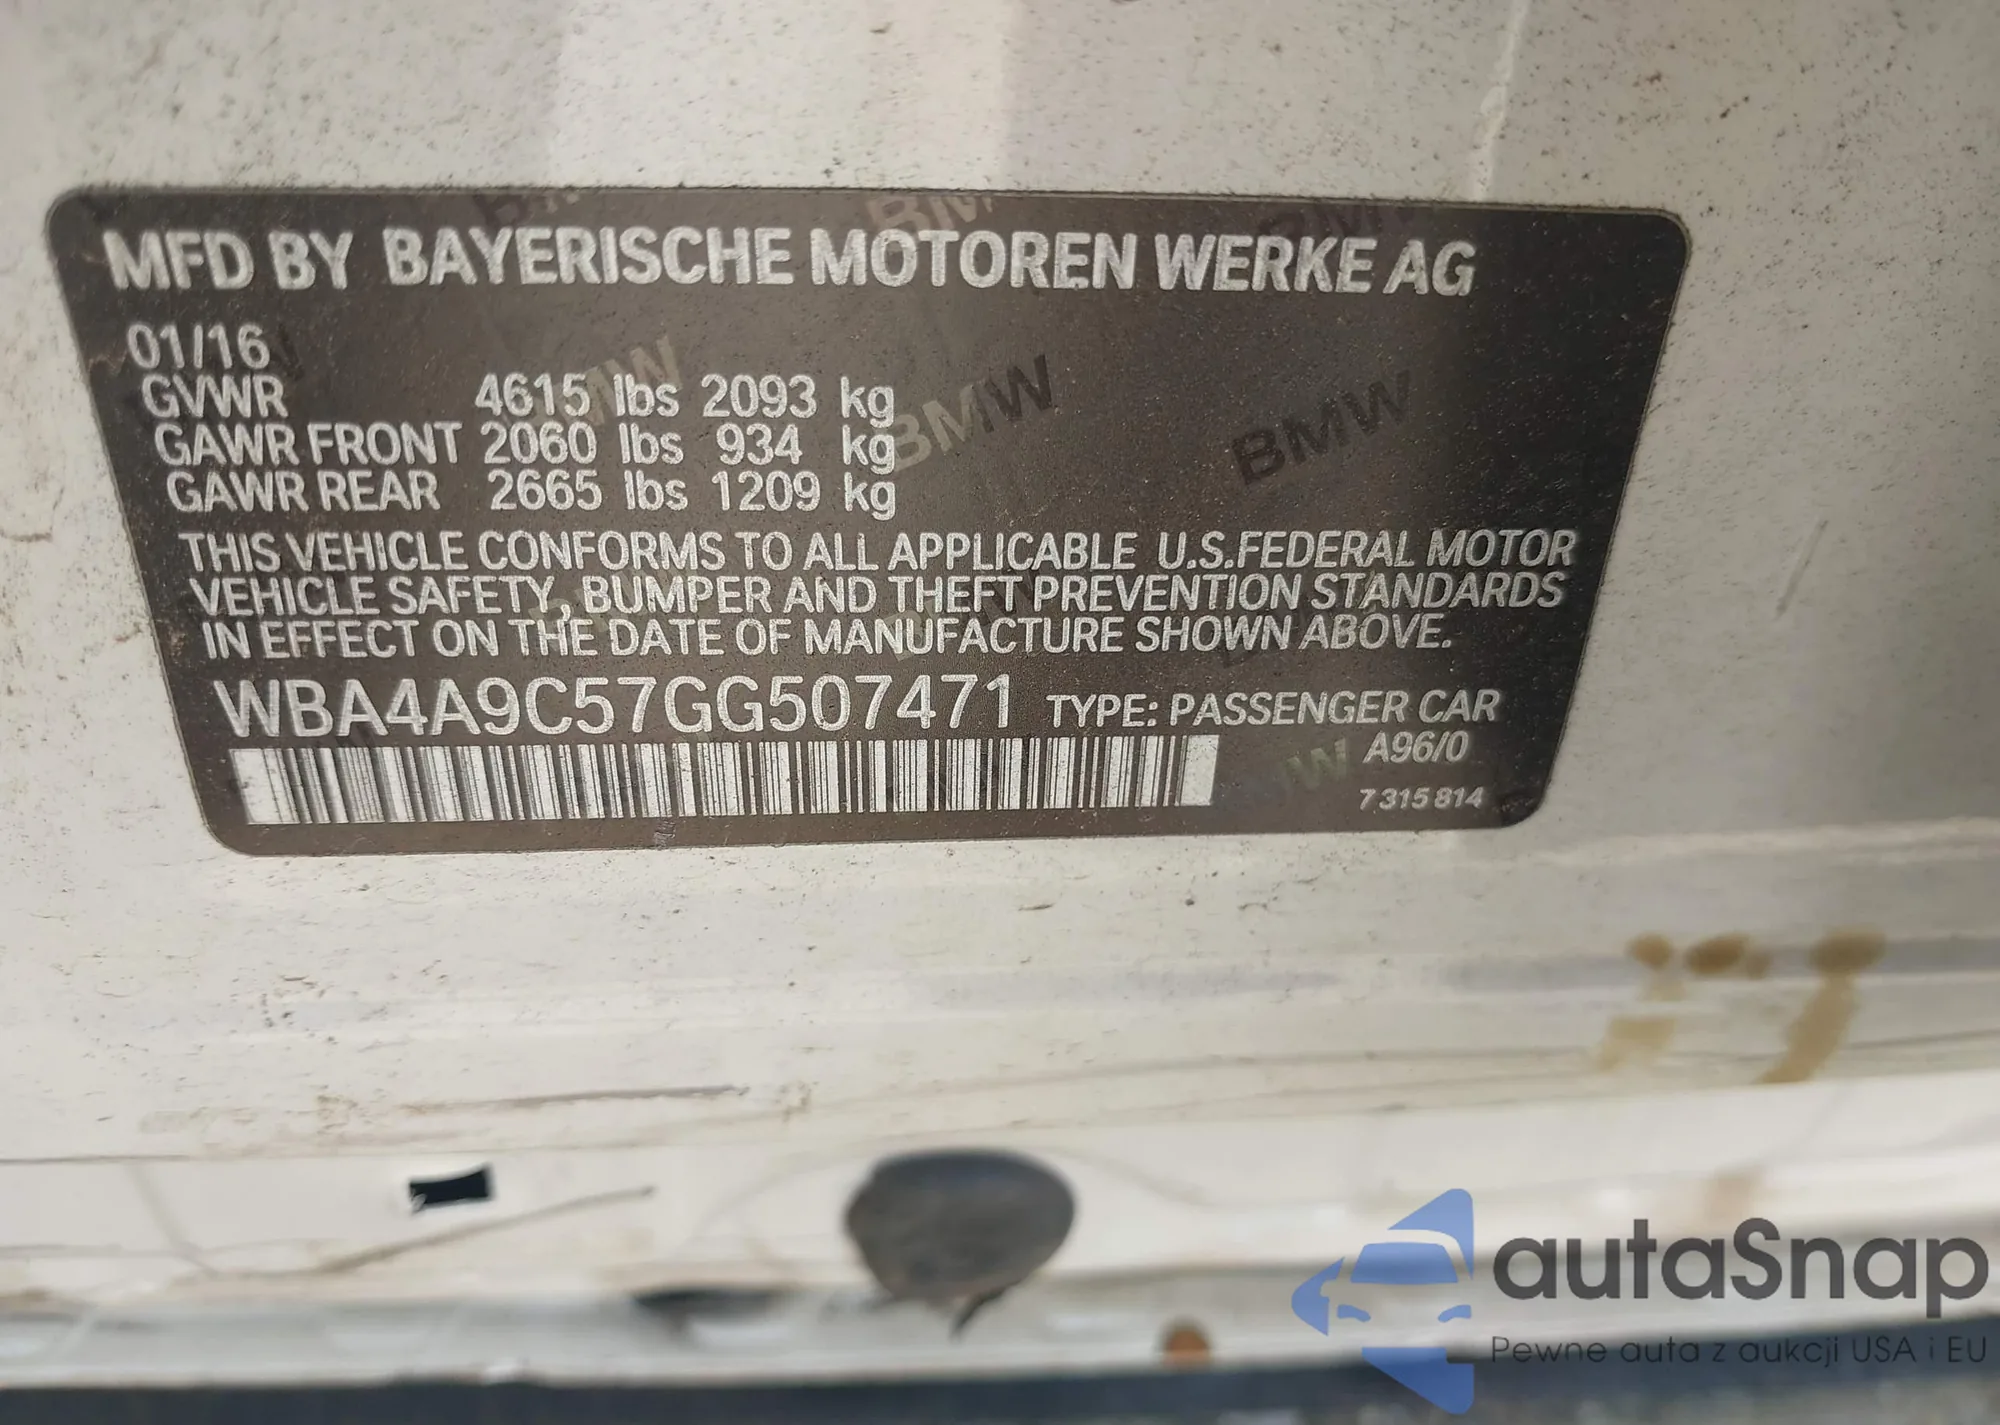 MFD BY BAYERISCHE MOTOREN WERKE AG
01/16
GVWR 4615 lbs 2093 kg
GAWR FRONT 2060 lbs 934 kg
GAWR REAR 2665 lbs 1209 kg
THIS VEHICLE CONFORMS TO ALL APPLICABLE U.S.FEDERAL MOTOR
VEHICLE SAFETY, BUMPER AND THEFT PREVENTION STANDARDS
IN EFFECT ON THE DATE OF MANUFACTURE SHOWN ABOVE.
WBA4A9C57GG507471 TYPE: PASSENGER CAR
A96/0
7 315 814
BMW
BMW
BMW
autaSnap
Pewne auta z aukcji USA i EU